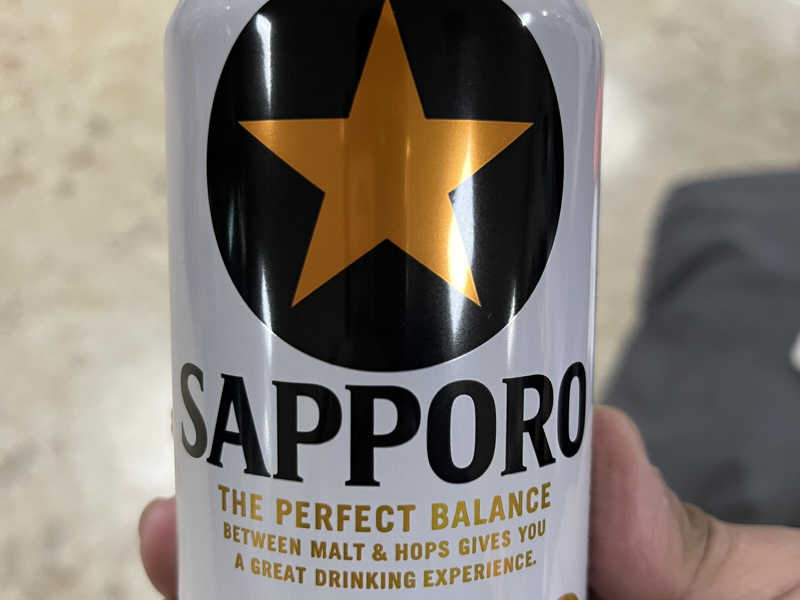 SAPPORO
THE PERFECT BALANCE
BETWEEN MALT & HOPS GIVES YOU
A GREAT DRINKING EXPERIENCE.